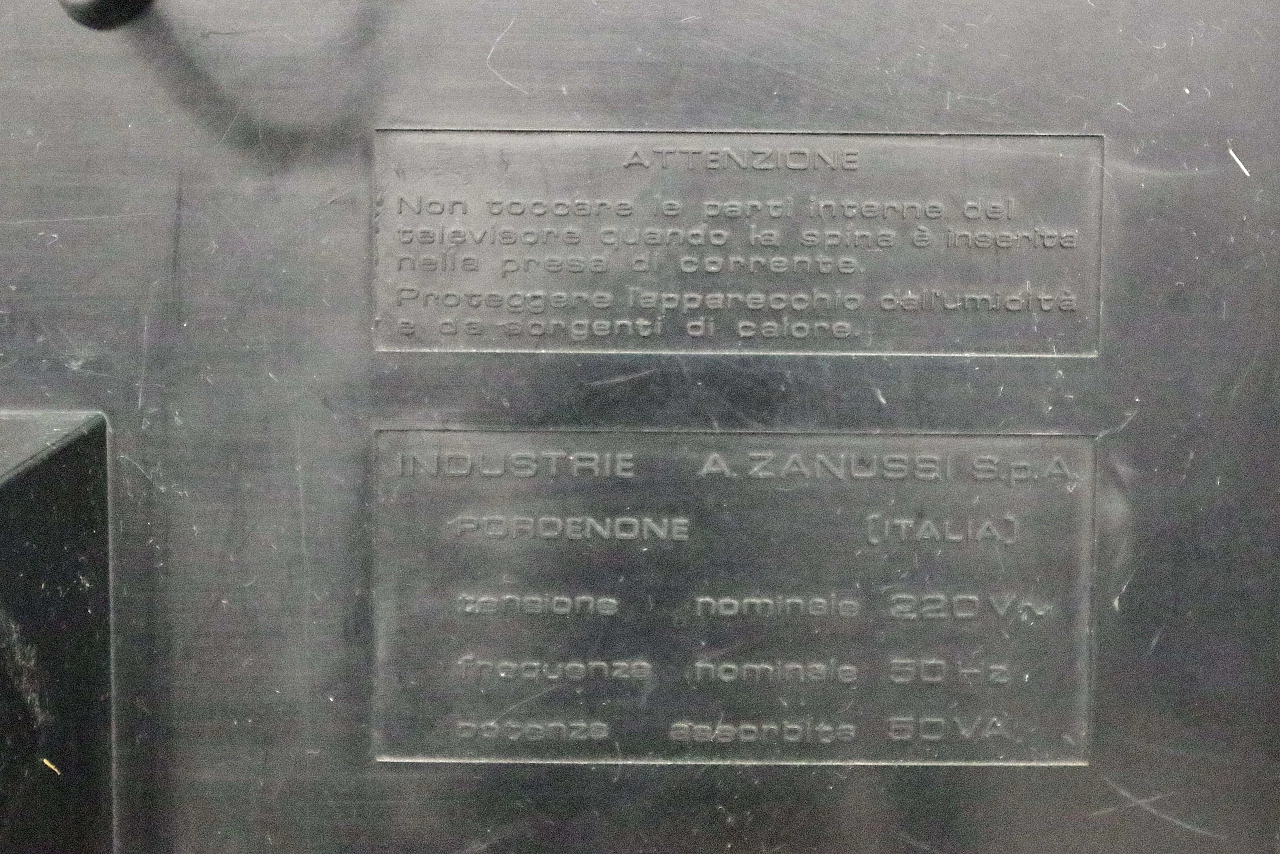 ATTENZIONE
Non toccare le parti interne del
televisore quando la spina è inserita
nella presa di corrente.
Proteggere l'apparecchio dall'umidità
e da sorgenti di calore.
INDUSTRIE A. ZANUSSI S.p.A.
PORDENONE (ITALIA)
tensione nominale 220 V~
frequenza nominale 50 Hz
potenza assorbita 50 VA